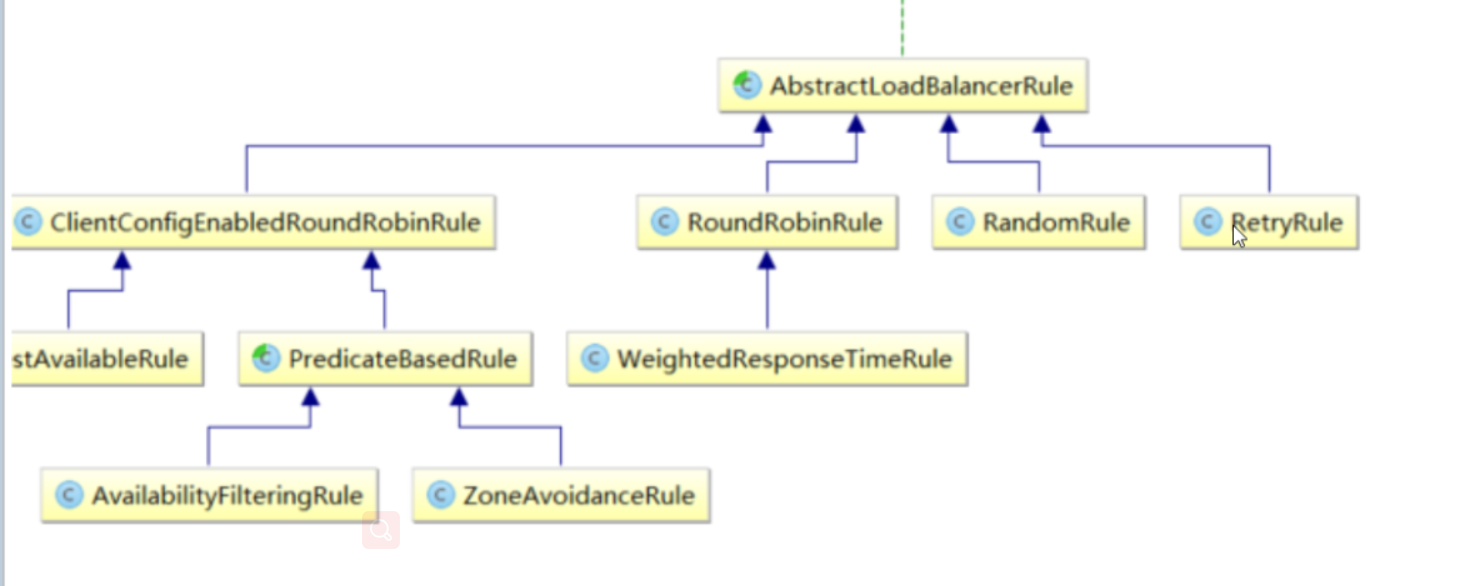 AbstractLoadBalancerRule
ClientConfigEnabledRoundRobinRule
RoundRobinRule
RandomRule
RetryRule
stAvailableRule
PredicateBasedRule
WeightedResponseTimeRule
AvailabilityFilteringRule
ZoneAvoidanceRule